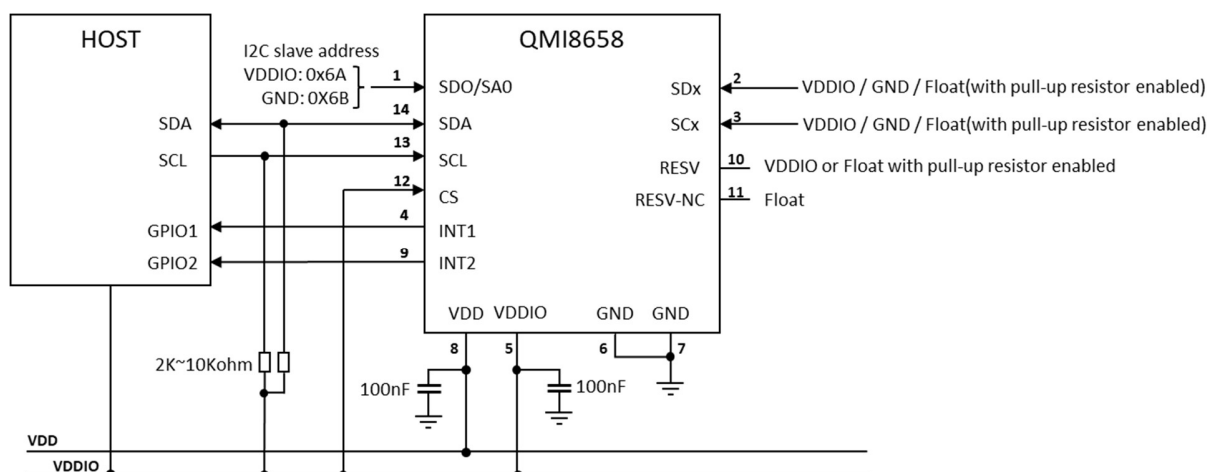 HOST
QMI8658
I2C slave address
VDDIO: 0x6A
GND: 0X6B
1
SDO/SA0
SDx
2
VDDIO / GND / Float(with pull-up resistor enabled)
SDA
14
SDA
SCx
3
VDDIO / GND / Float(with pull-up resistor enabled)
SCL
13
SCL
RESV
10
VDDIO or Float with pull-up resistor enabled
12
CS
RESV-NC
11
Float
GPIO1
4
INT1
GPIO2
9
INT2
VDD
VDDIO
GND
GND
8
5
6
7
2K~10Kohm
100nF
100nF
VDD
VDDIO